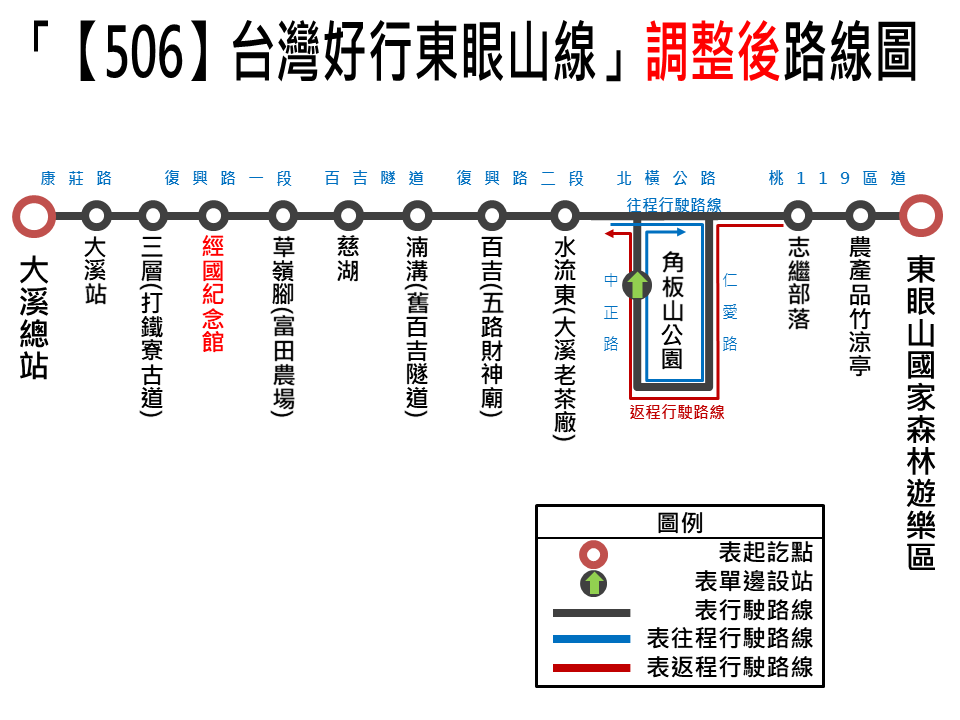 「【506】台灣好行東眼山線」調整後路線圖
康莊路
復興路一段
百吉隧道
復興路二段
北橫公路
桃119區道
往程行駛路線
大溪總站
大溪站
三層(打鐵寮古道)
經國紀念館
草嶺腳(富田農場)
慈湖
湳溝(舊百吉隧道)
百吉(五路財神廟)
水流東(大溪老茶廠)
中正路
角板山公園
仁愛路
志繼部落
農產品竹涼亭
東眼山國家森林遊樂區
返程行駛路線
圖例
表起訖點
表單邊設站
表行駛路線
表往程行駛路線
表返程行駛路線